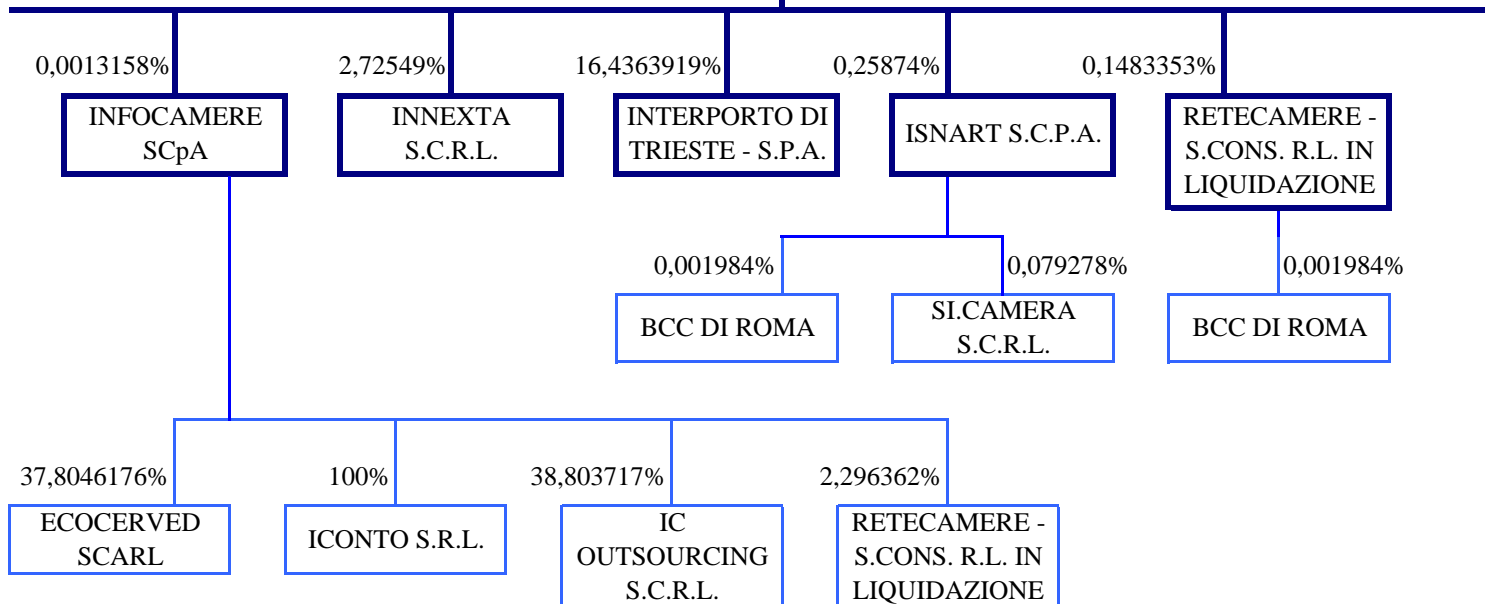 0,0013158%
2,72549%
16,4363919%
0,25874%
0,1483353%
INFOCAMERE
SCpA
INNEXTA
S.C.R.L.
INTERPORTO DI
TRIESTE - S.P.A.
ISNART S.C.P.A.
RETECAMERE -
S.CONS. R.L. IN
LIQUIDAZIONE
0,001984%
0,079278%
0,001984%
BCC DI ROMA
SI.CAMERA
S.C.R.L.
BCC DI ROMA
37,8046176%
100%
38,803717%
2,296362%
ECOCERVED
SCARL
ICONTO S.R.L.
IC
OUTSOURCING
S.C.R.L.
RETECAMERE -
S.CONS. R.L. IN
LIQUIDAZIONE